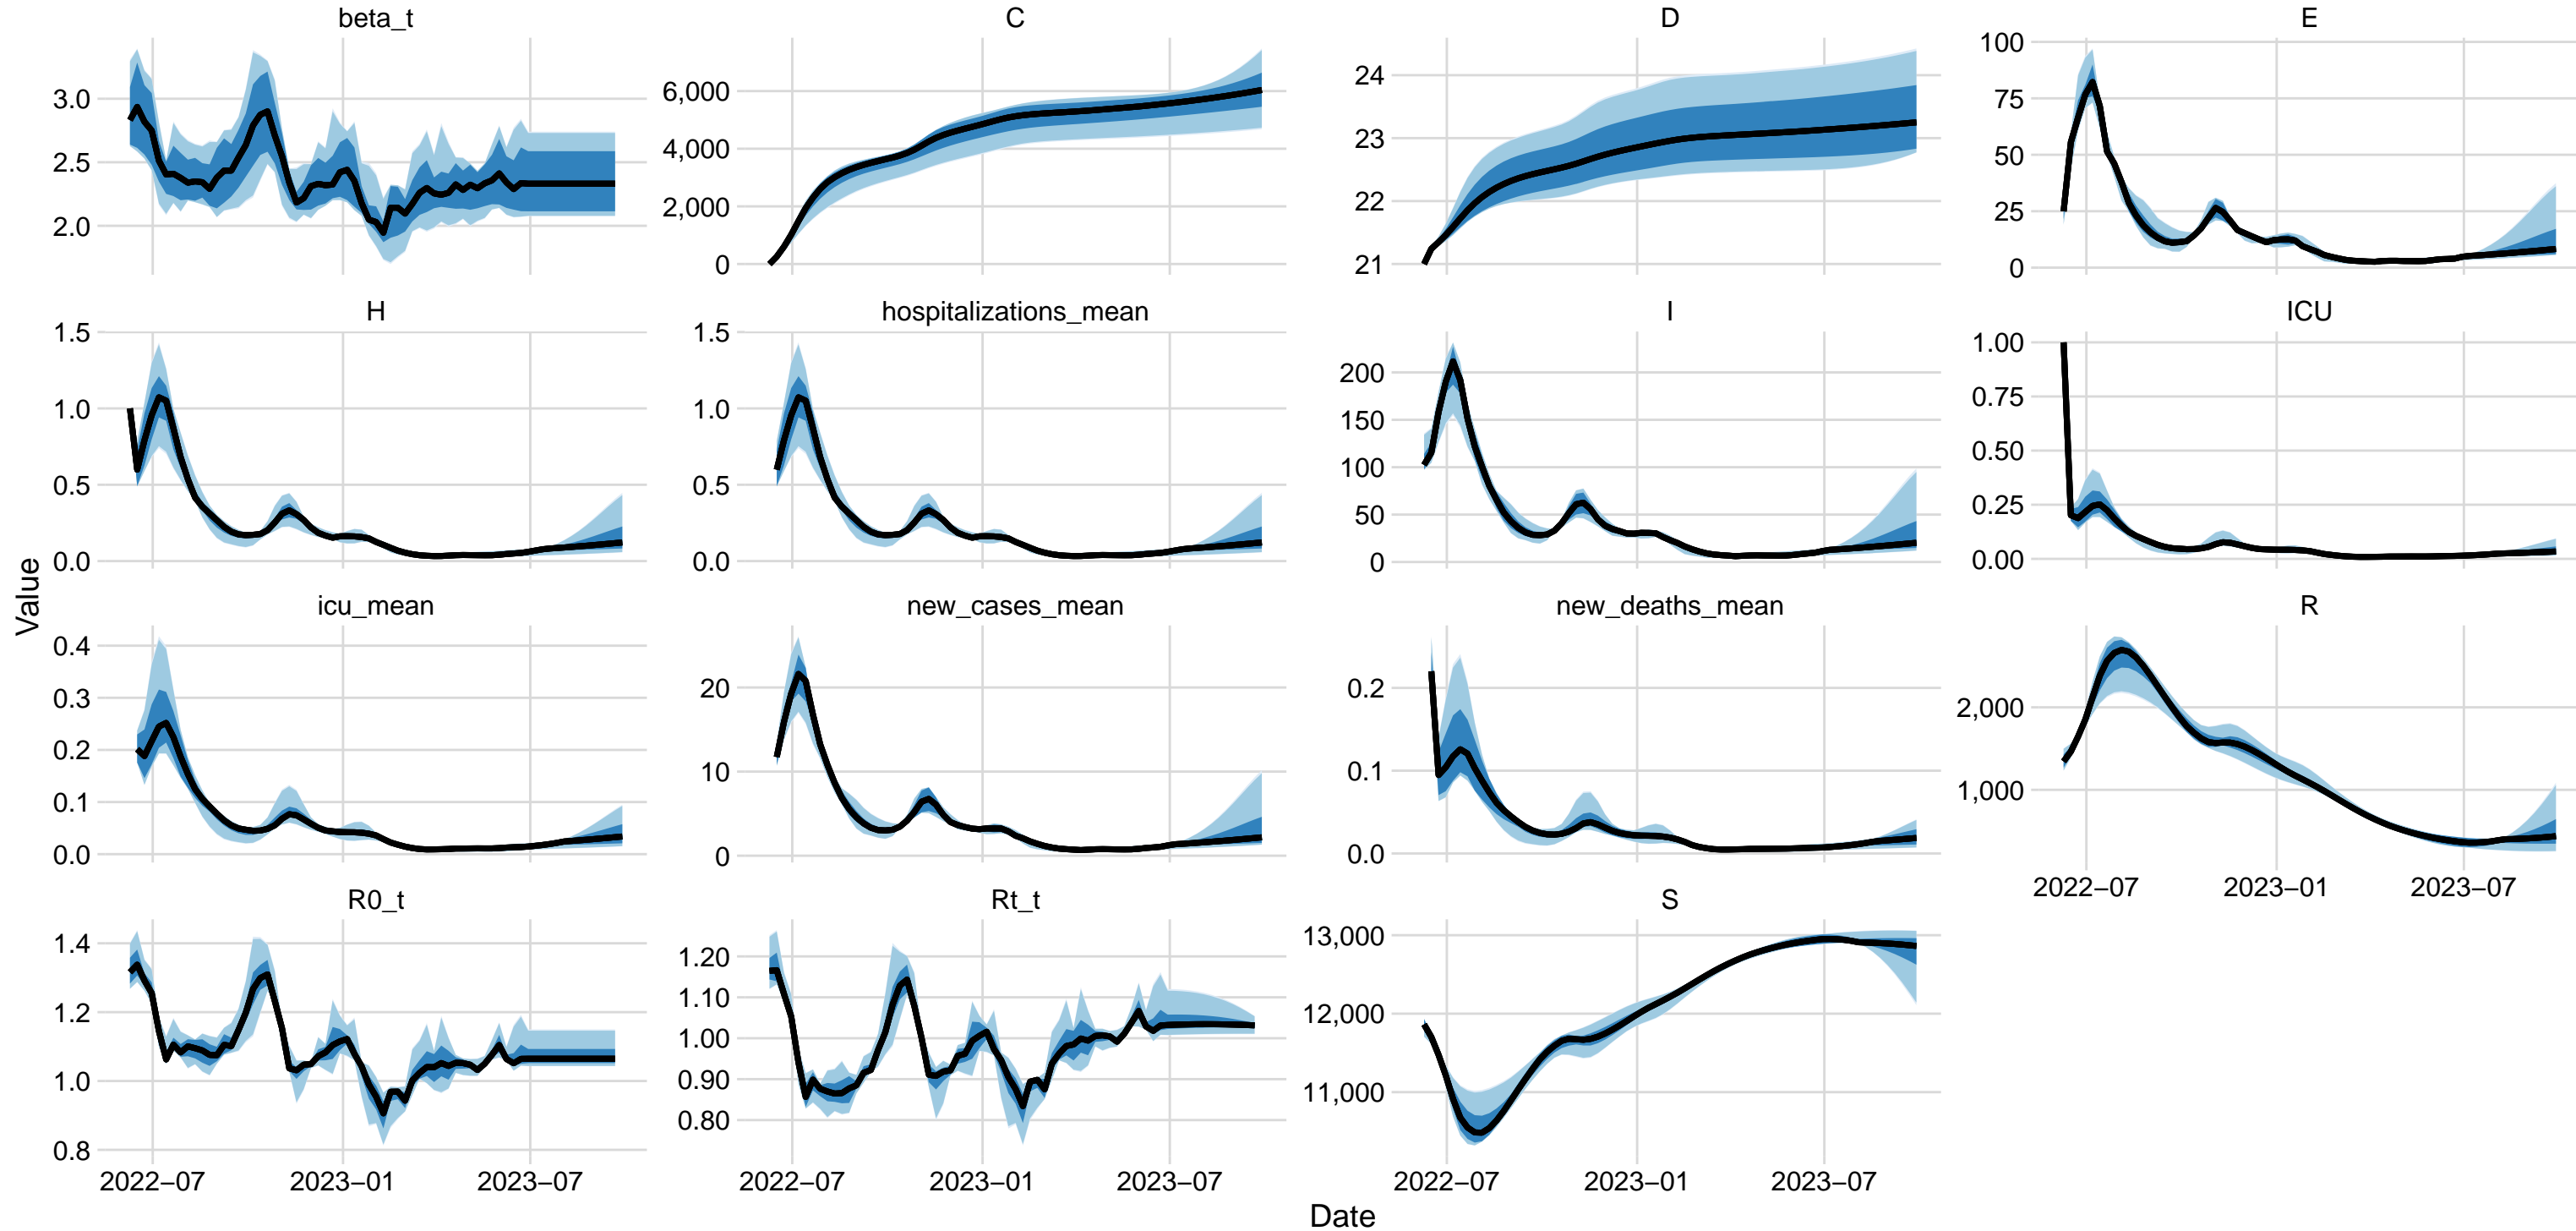 beta_t
C
D
E
3.0
2.5
2.0
6,000
4,000
2,000
0
24
23
22
21
100
75
50
25
0
H
hospitalizations_mean
I
ICU
1.5
1.0
0.5
0.0
1.5
1.0
0.5
0.0
200
150
100
50
0
1.00
0.75
0.50
0.25
0.00
Value
icu_mean
new_cases_mean
new_deaths_mean
R
0.4
0.3
0.2
0.1
0.0
20
10
0
0.2
0.1
0.0
2,000
1,000
2022−07 2023−01 2023−07
R0_t
Rt_t
S
1.4
1.2
1.0
0.8
1.20
1.10
1.00
0.90
0.80
13,000
12,000
11,000
2022−07 2023−01 2023−07
2022−07 2023−01 2023−07
2022−07 2023−01 2023−07
Date